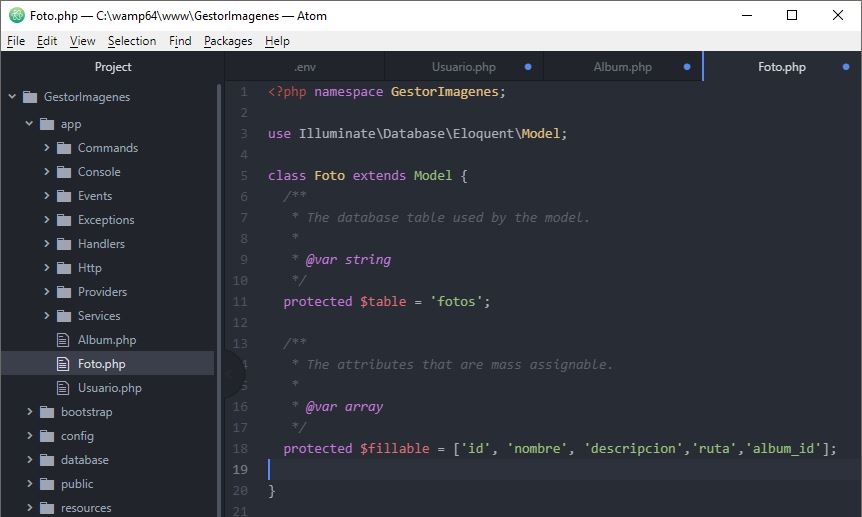 Foto.php — C:\wamp64\www\GestorImagenes — Atom
File Edit View Selection Find Packages Help
Project
GestorImagenes
app
Commands
Console
Events
Exceptions
Handlers
Http
Providers
Services
Album.php
Foto.php
Usuario.php
bootstrap
config
database
public
resources
.env Usuario.php Album.php Foto.php
1 <?php namespace GestorImagenes;
2
3 use Illuminate\Database\Eloquent\Model;
4
5 class Foto extends Model {
6 /**
7 * The database table used by the model.
8 *
9 * @var string
10 */
11 protected $table = 'fotos';
12
13 /**
14 * The attributes that are mass assignable.
15 *
16 * @var array
17 */
18 protected $fillable = ['id', 'nombre', 'descripcion','ruta','album_id'];
19
20 }
21